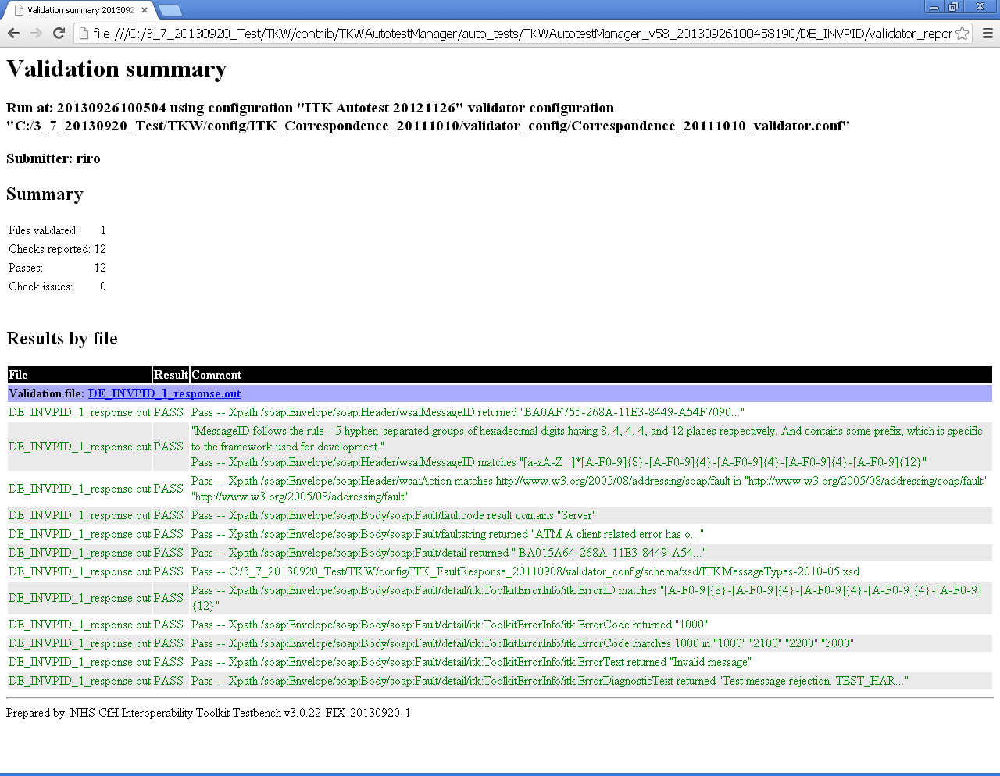 Validation summary 2013092
file:///C:/3_7_20130920_Test/TKW/contrib/TKWAutotestManager/auto_tests/TKWAutotestManager_v58_20130926100458190/DE_INVPID/validator_repor
Validation summary
Run at: 20130926100504 using configuration "ITK Autotest 20121126" validator configuration
"C:/3_7_20130920_Test/TKW/config/ITK_Correspondence_20111010/validator_config/Correspondence_20111010_validator.conf"
Submitter: riro
Summary
Files validated: 1
Checks reported: 12
Passes: 12
Check issues: 0
Results by file
File Result Comment
Validation file: DE_INVPID_1_response.out
DE_INVPID_1_response.out PASS Pass -- Xpath /soap:Envelope/soap:Header/wsa:MessageID returned "BA0AF755-268A-11E3-8449-A54F7090..."
"MessageID follows the rule - 5 hyphen-separated groups of hexadecimal digits having 8, 4, 4, 4, and 12 places respectively. And contains some prefix, which is specific
DE_INVPID_1_response.out PASS to the framework used for development."
Pass -- Xpath /soap:Envelope/soap:Header/wsa:MessageID matches "[a-zA-Z_:]*[A-F0-9]{8}-[A-F0-9]{4}-[A-F0-9]{4}-[A-F0-9]{4}-[A-F0-9]{12}"
DE_INVPID_1_response.out PASS Pass -- Xpath /soap:Envelope/soap:Header/wsa:Action matches http://www.w3.org/2005/08/addressing/soap/fault in "http://www.w3.org/2005/08/addressing/soap/fault"
"http://www.w3.org/2005/08/addressing/fault"
DE_INVPID_1_response.out PASS Pass -- Xpath /soap:Envelope/soap:Body/soap:Fault/faultcode result contains "Server"
DE_INVPID_1_response.out PASS Pass -- Xpath /soap:Envelope/soap:Body/soap:Fault/faultstring returned "ATM A client related error has o..."
DE_INVPID_1_response.out PASS Pass -- Xpath /soap:Envelope/soap:Body/soap:Fault/detail returned " BA015A64-268A-11E3-8449-A54..."
DE_INVPID_1_response.out PASS Pass -- C:/3_7_20130920_Test/TKW/config/ITK_FaultResponse_20110908/validator_config/schema/xsd/ITKMessageTypes-2010-05.xsd
DE_INVPID_1_response.out PASS Pass -- Xpath /soap:Envelope/soap:Body/soap:Fault/detail/itk:ToolkitErrorInfo/itk:ErrorID matches "[A-F0-9]{8}-[A-F0-9]{4}-[A-F0-9]{4}-[A-F0-9]{4}-[A-F0-9]
{12}"
DE_INVPID_1_response.out PASS Pass -- Xpath /soap:Envelope/soap:Body/soap:Fault/detail/itk:ToolkitErrorInfo/itk:ErrorCode returned "1000"
DE_INVPID_1_response.out PASS Pass -- Xpath /soap:Envelope/soap:Body/soap:Fault/detail/itk:ToolkitErrorInfo/itk:ErrorCode matches 1000 in "1000" "2100" "2200" "3000"
DE_INVPID_1_response.out PASS Pass -- Xpath /soap:Envelope/soap:Body/soap:Fault/detail/itk:ToolkitErrorInfo/itk:ErrorText returned "Invalid message"
DE_INVPID_1_response.out PASS Pass -- Xpath /soap:Envelope/soap:Body/soap:Fault/detail/itk:ToolkitErrorInfo/itk:ErrorDiagnosticText returned "Test message rejection. TEST_HAR..."
Prepared by: NHS CfH Interoperability Toolkit Testbench v3.0.22-FIX-20130920-1